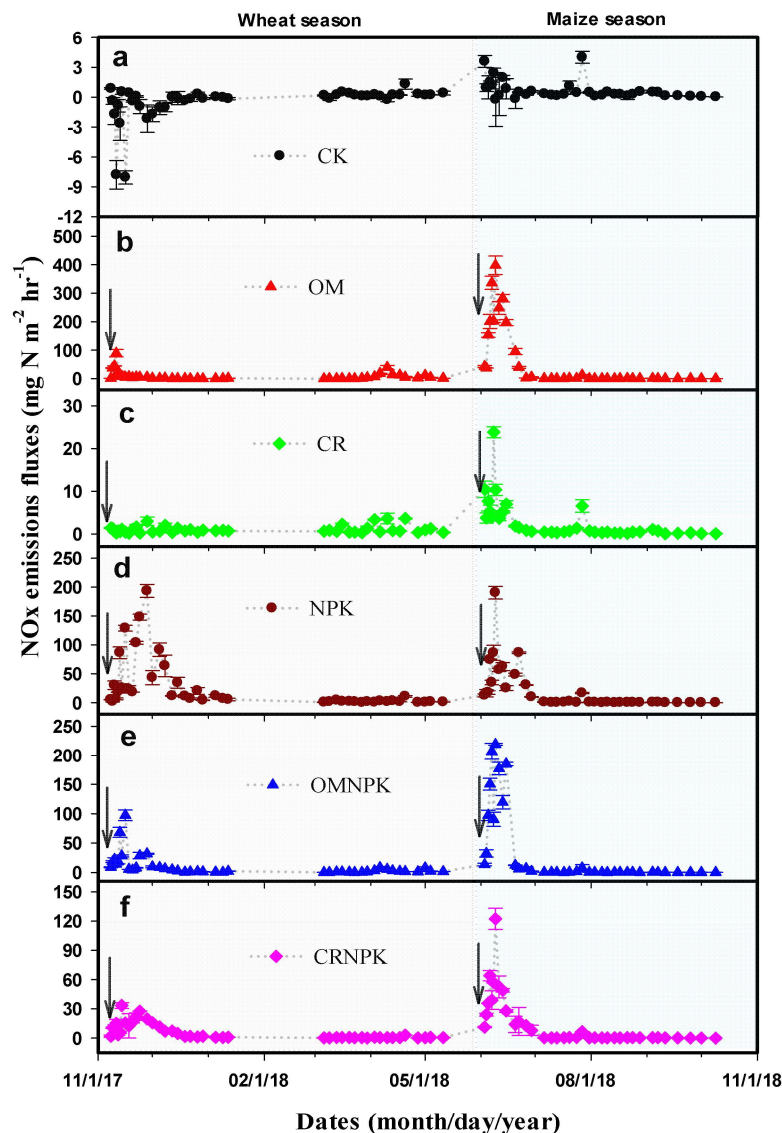 Wheat season Maize season
NOx emissions fluxes (mg N m⁻² hr⁻¹)
a
6
3
0
-3
-6
-9
-12
CK
b
500
400
300
200
100
0
OM
c
30
20
10
0
CR
d
250
200
150
100
50
0
NPK
e
250
200
150
100
50
0
OMNPK
f
150
120
90
60
30
0
CRNPK
11/1/17 02/1/18 05/1/18 08/1/18 11/1/18
Dates (month/day/year)